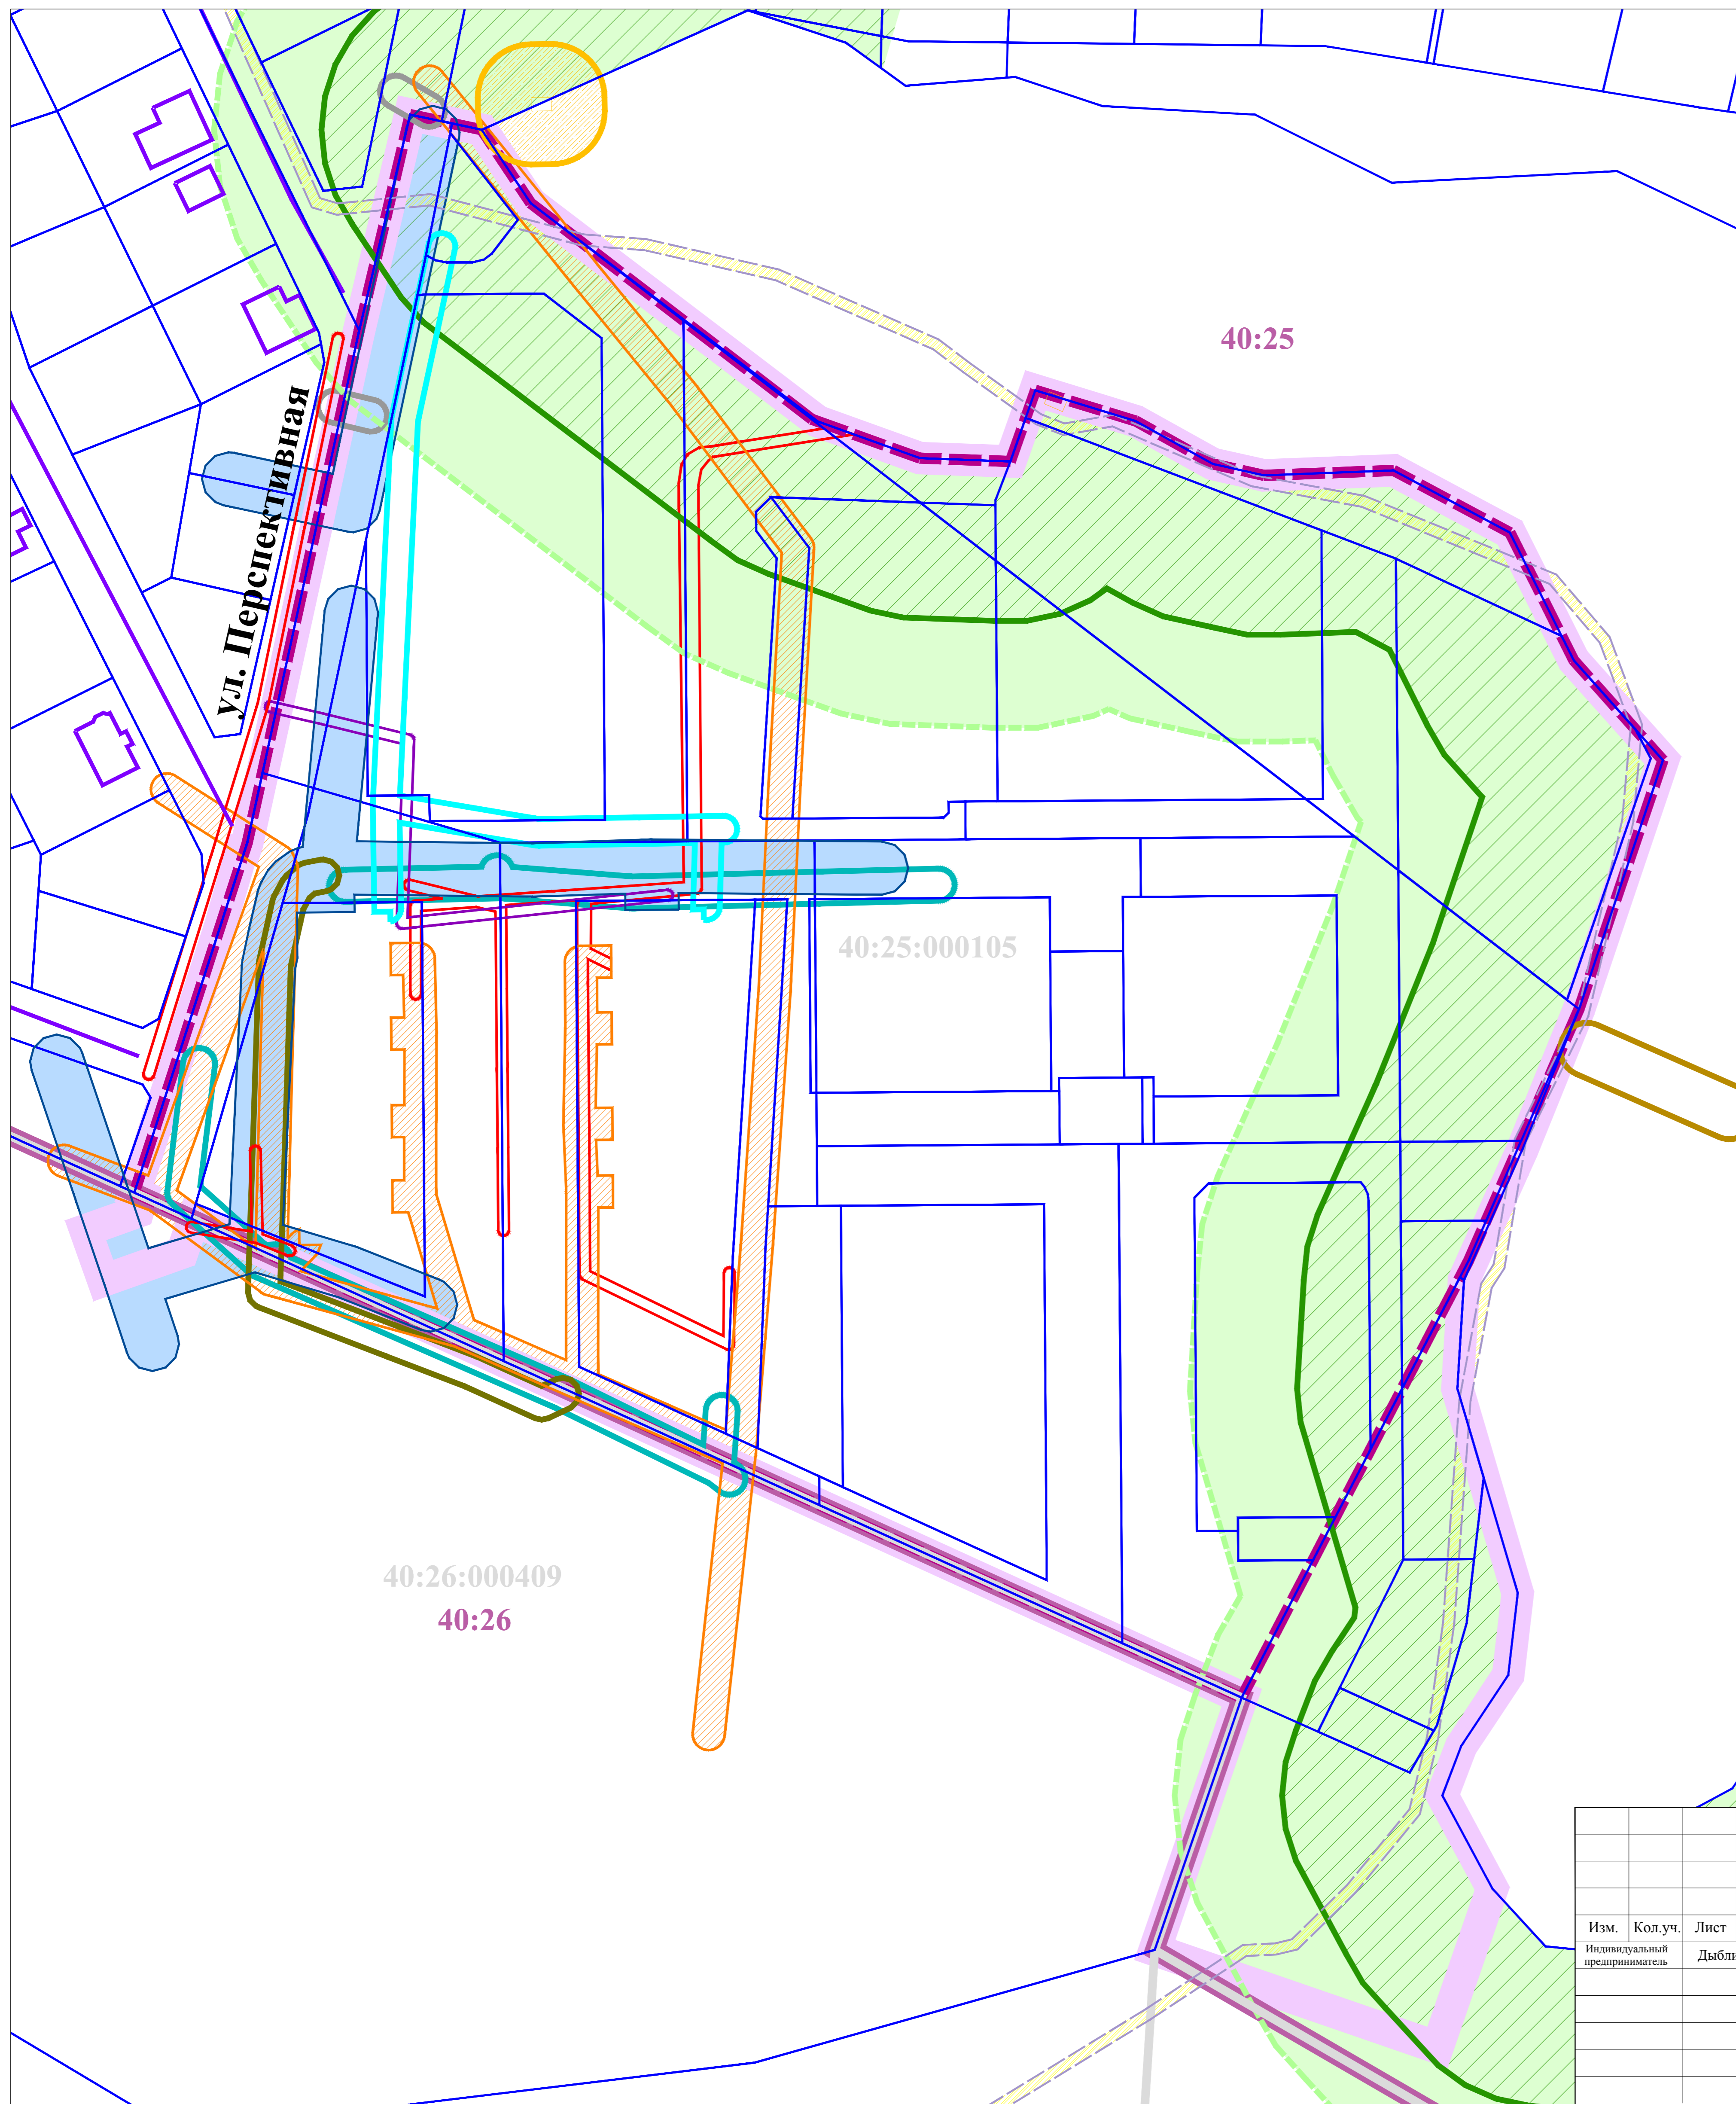 40:25
ул. Перспективная
40:25:000105
40:26:000409
40:26
Изм. Кол.уч. Лист
Индивидуальный
предприниматель